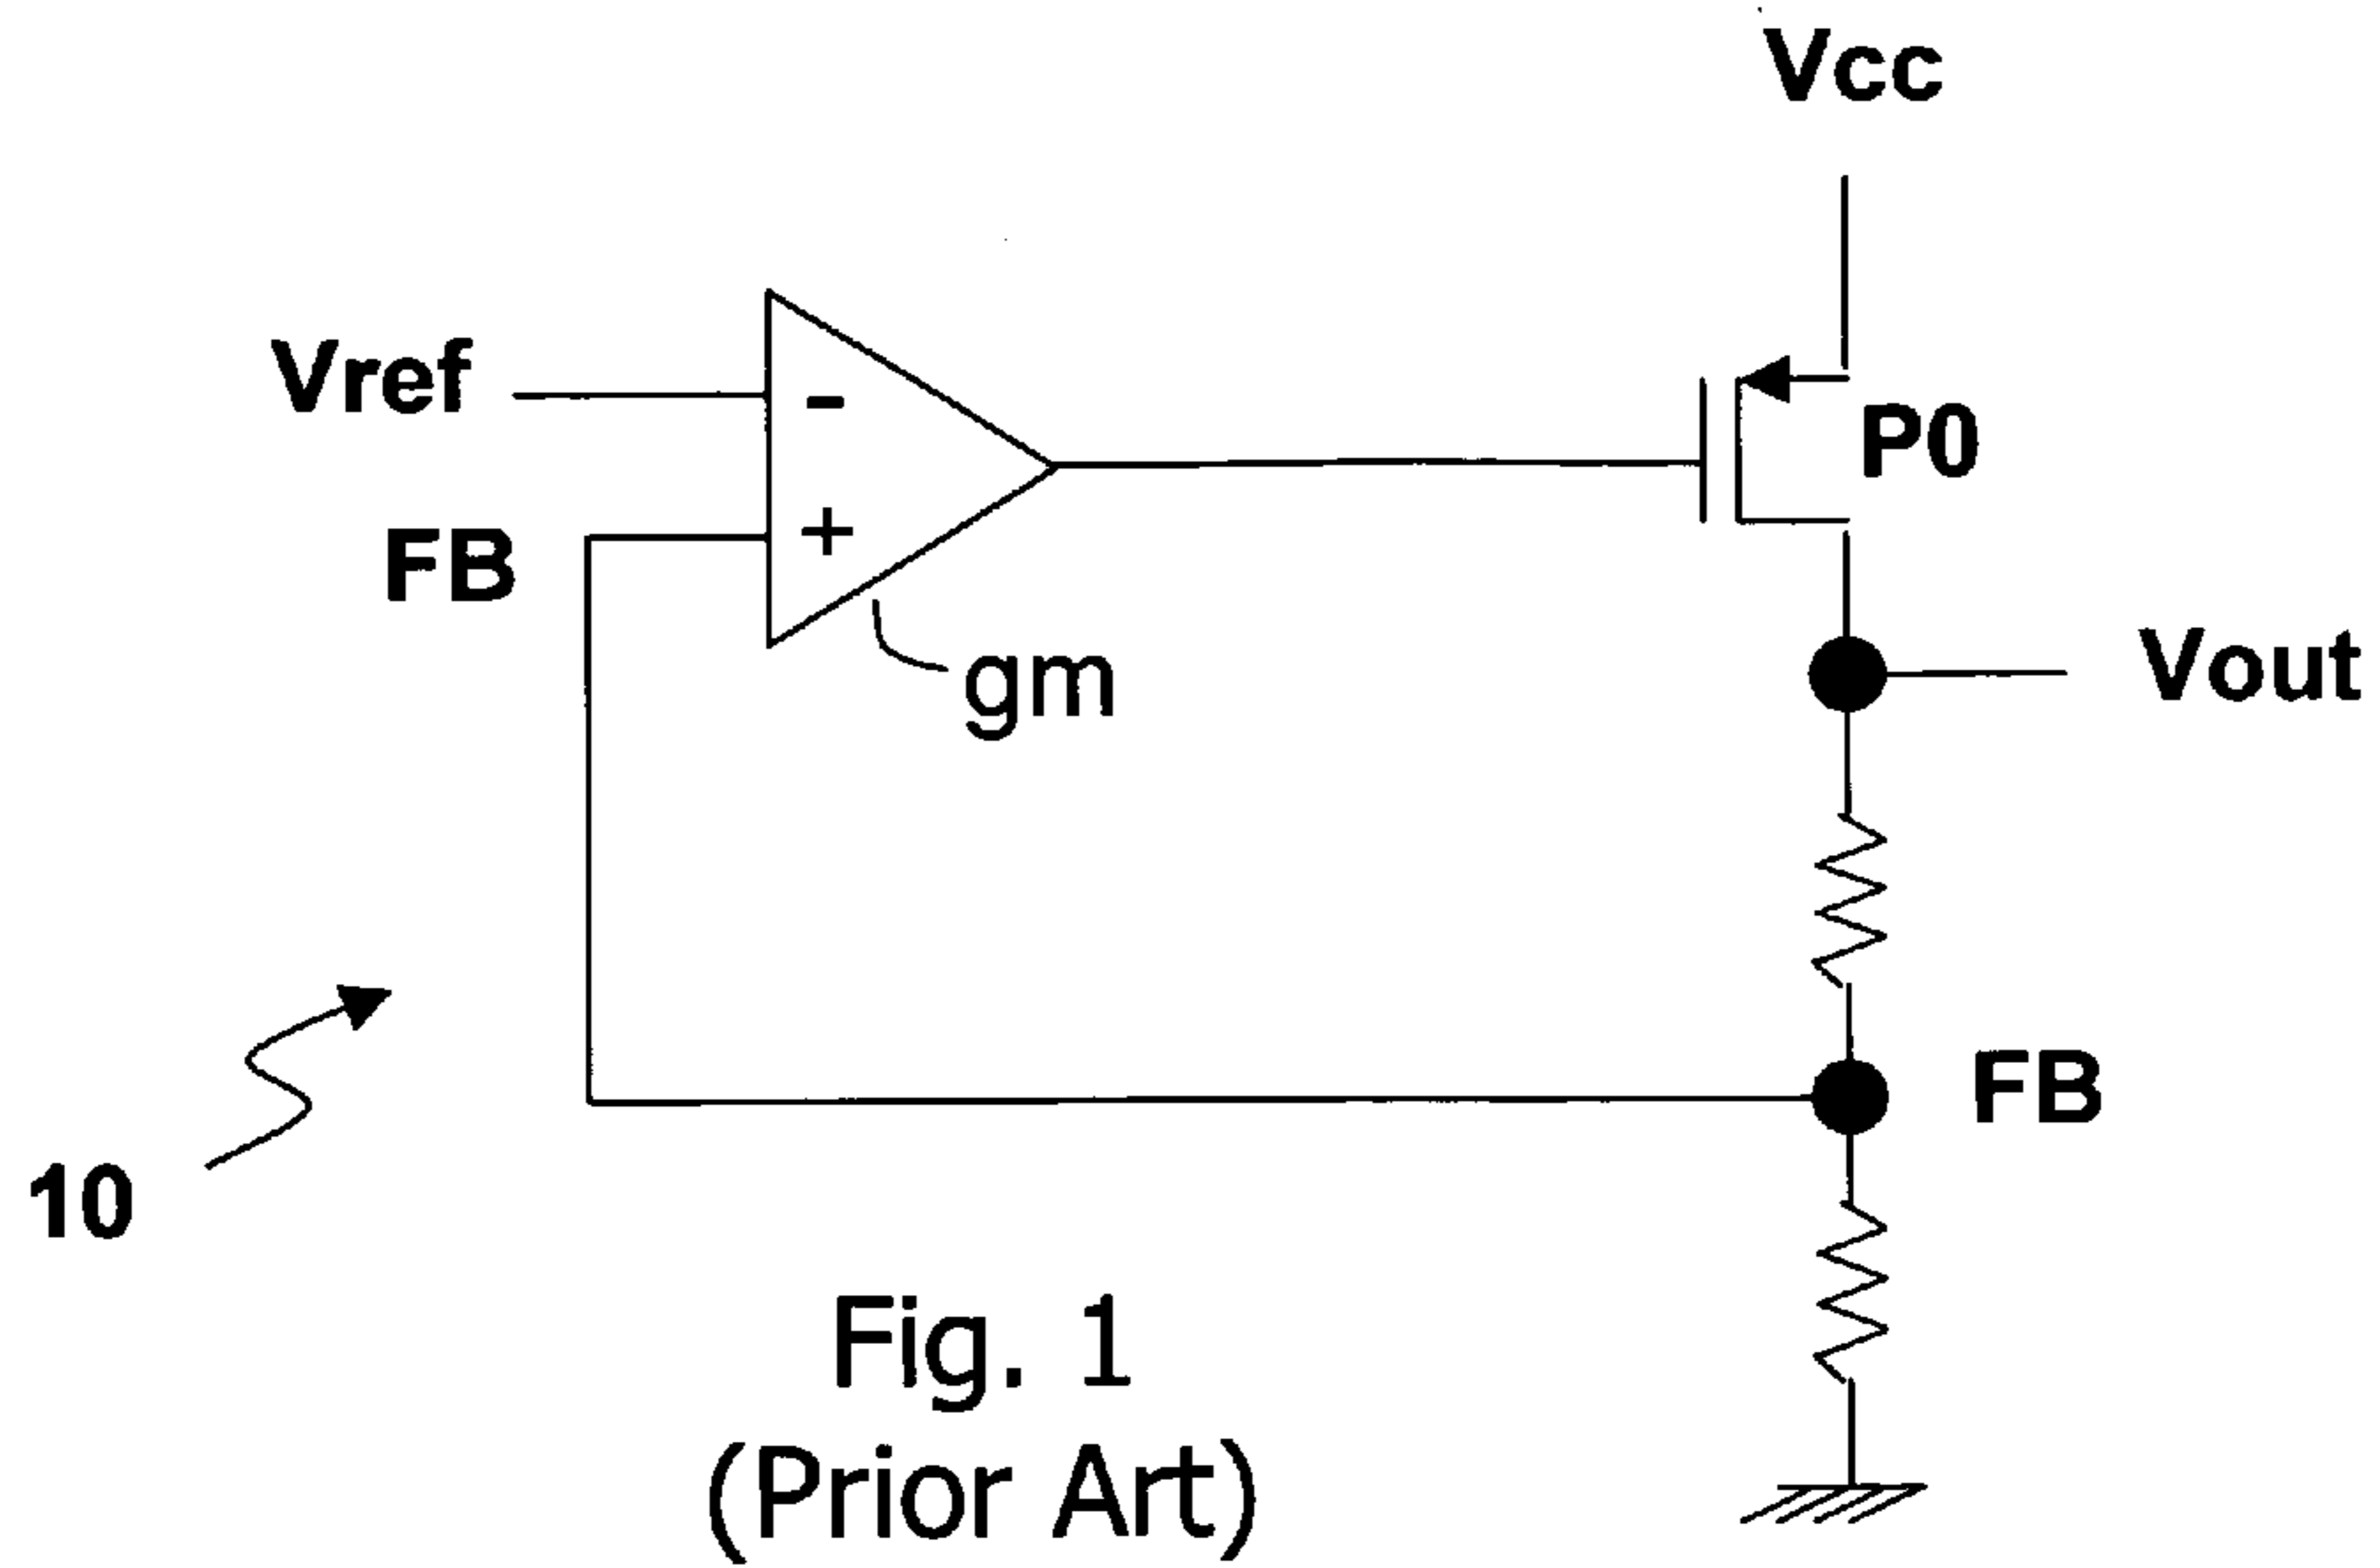 Vcc
Vref
-
P0
FB
+
gm
Vout
FB
10
Fig. 1
(Prior Art)